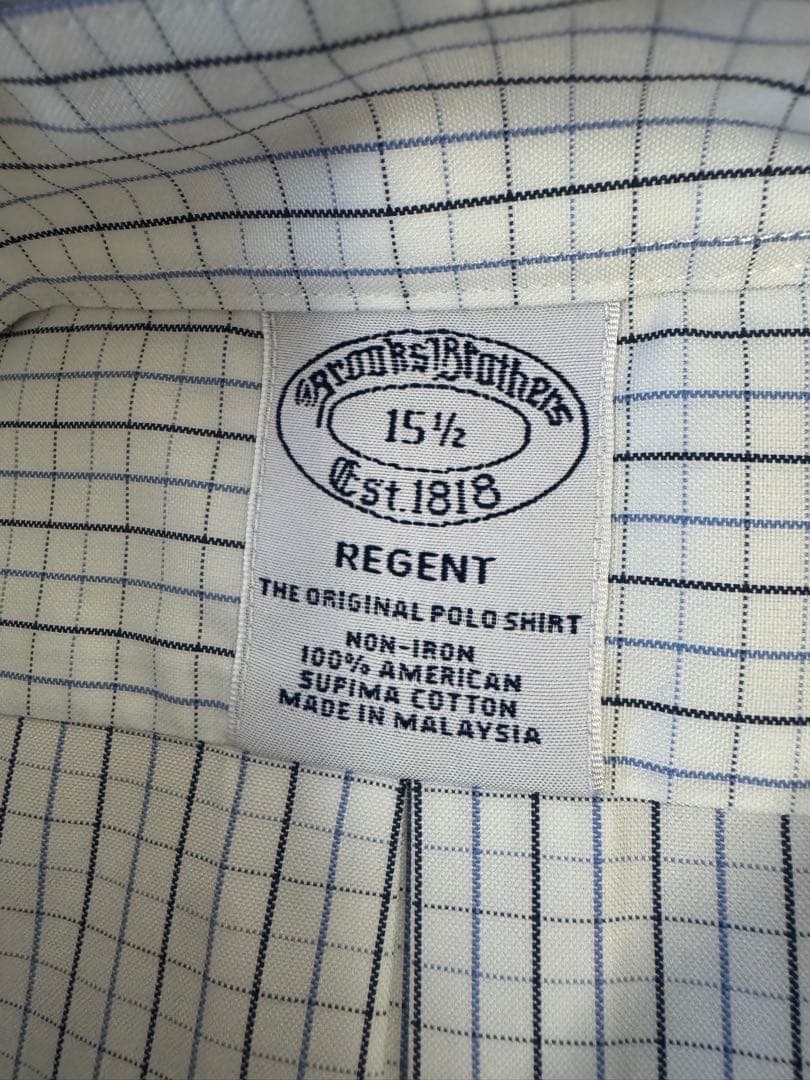 Brooks Brothers
15½
Est. 1818
REGENT
THE ORIGINAL POLO SHIRT
NON-IRON
100% AMERICAN
SUPIMA COTTON
MADE IN MALAYSIA